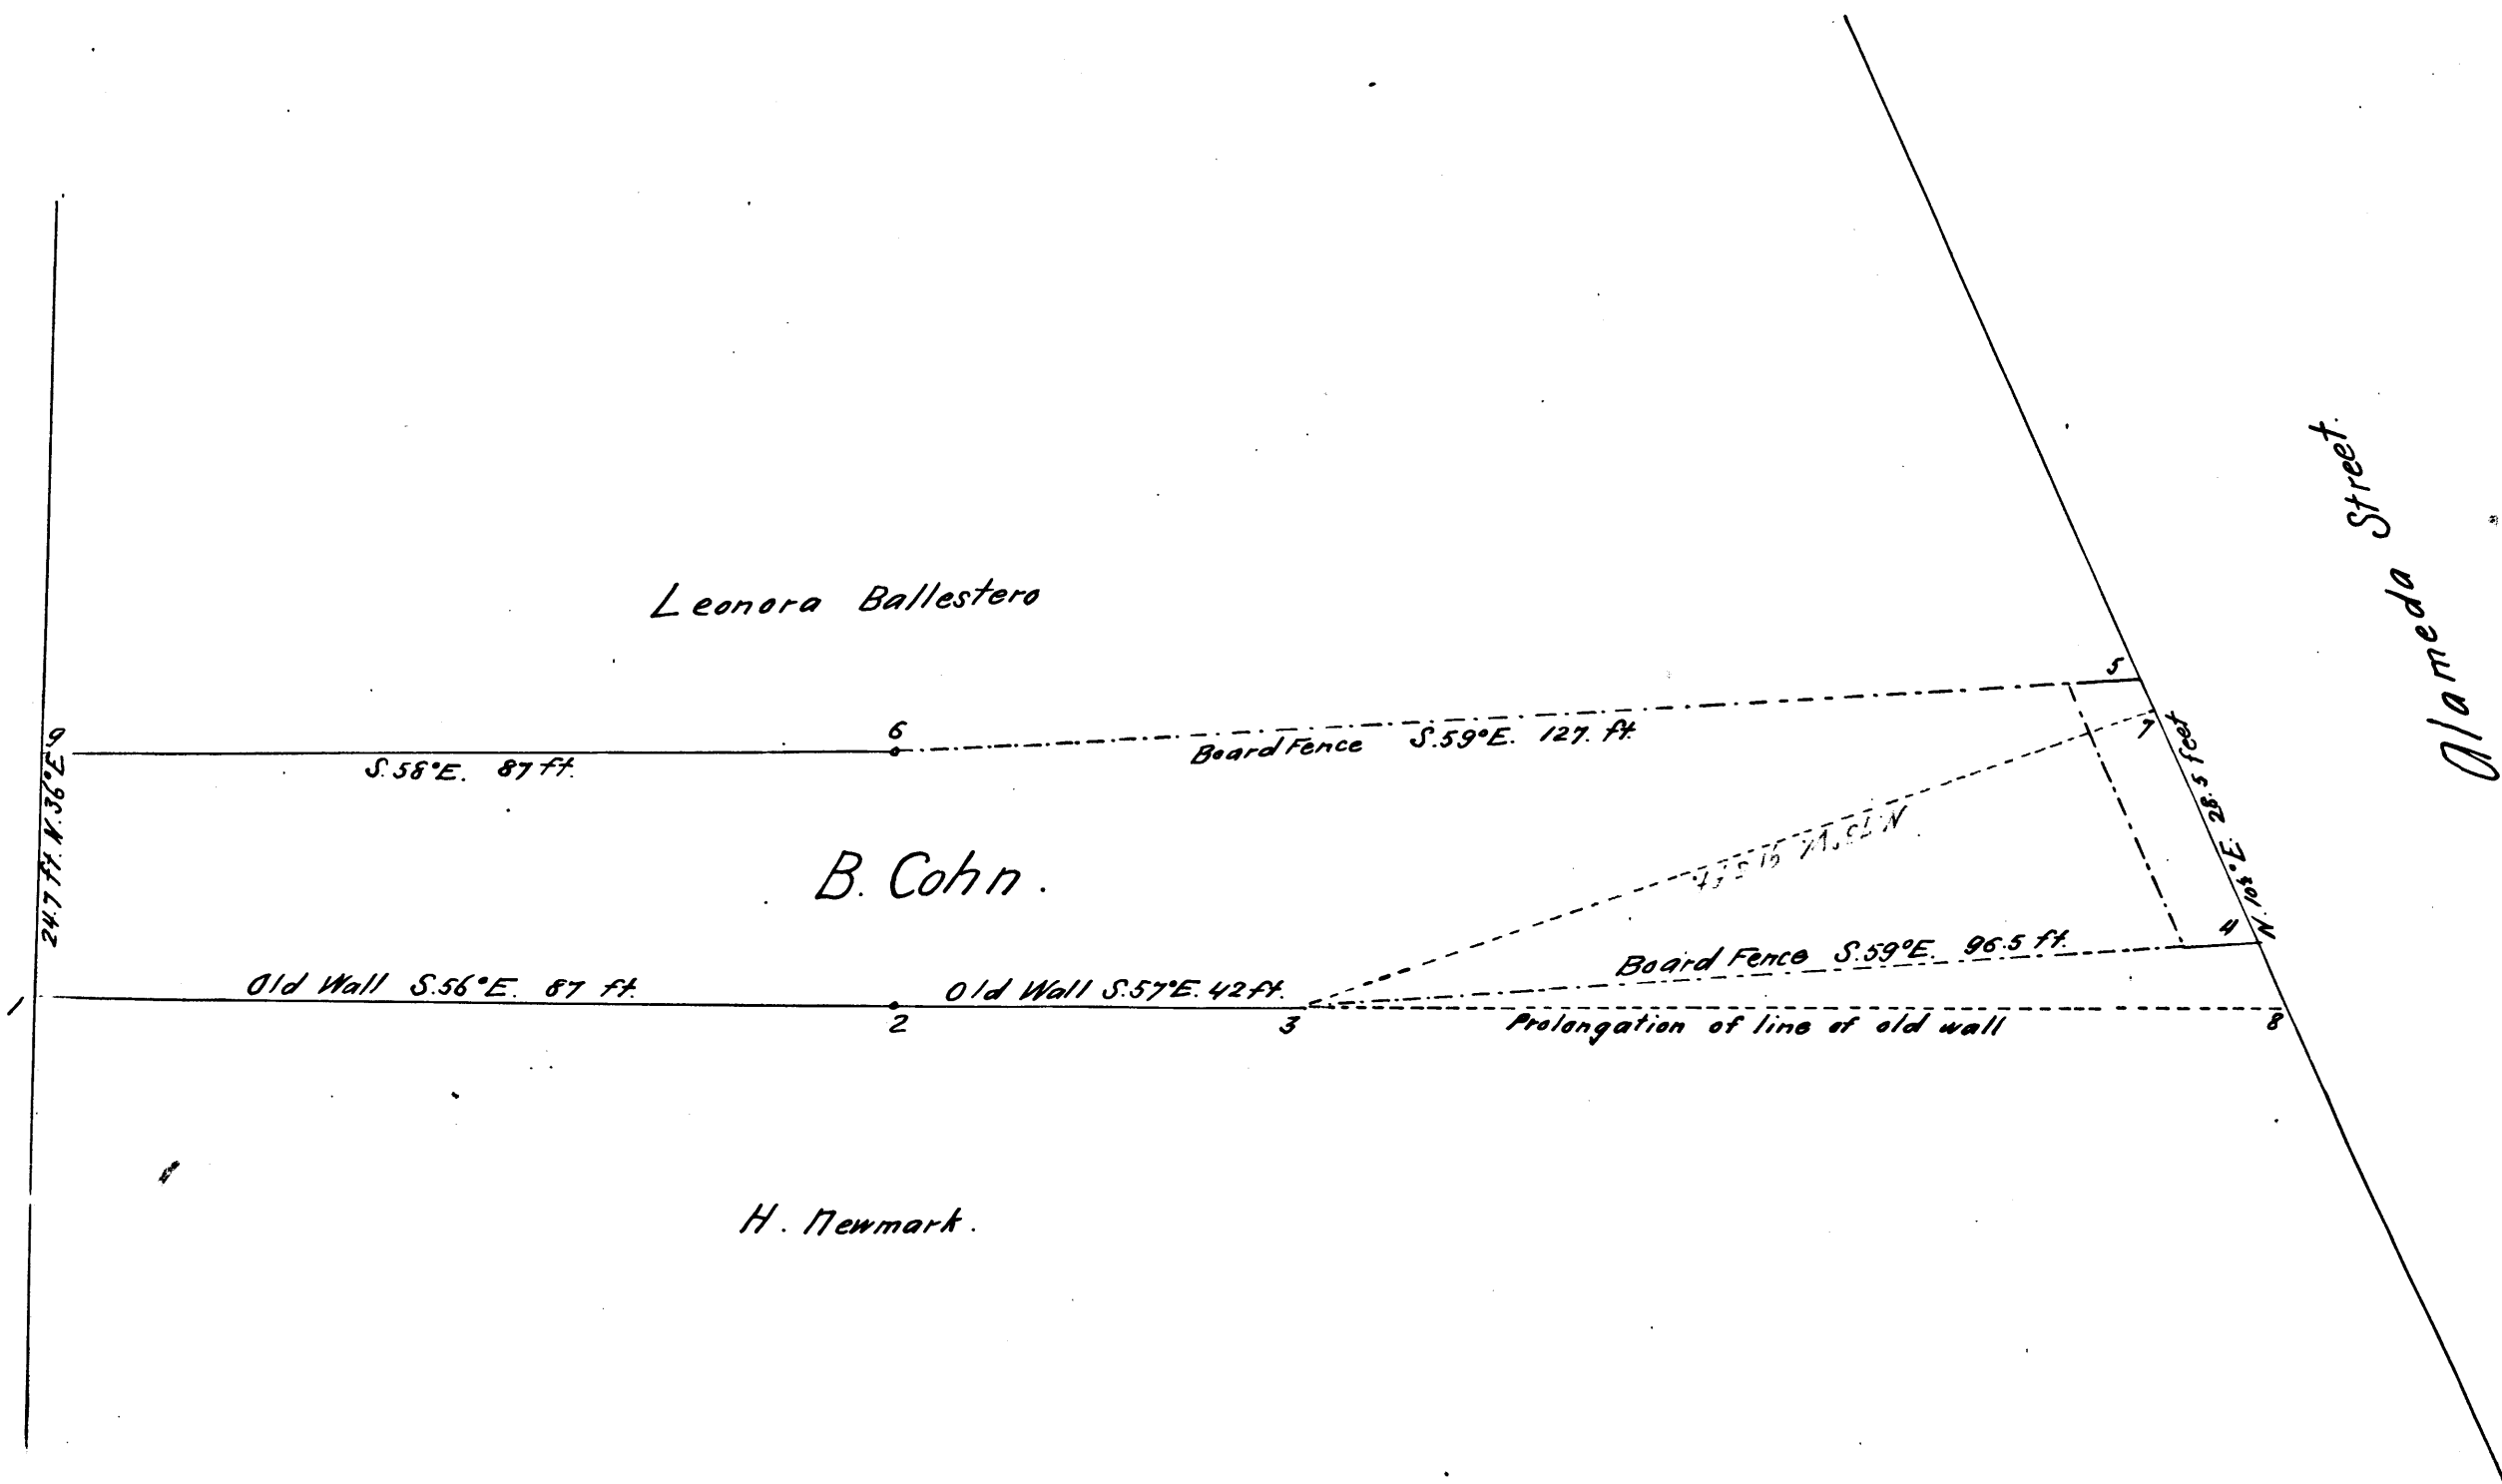 Alameda Street.
Leonora Ballestero
5
6
Board Fence S.59°E. 127. ft.
7
9
S.58°E. 87 ft.
24.7 ft. N.36°E
28.5 feet
B. Cohn.
4
Board Fence S.59°E. 96.5 ft.
1
Old Wall S.56°E. 87 ft.
Old Wall S.57°E. 42 ft.
2
3
Prolongation of line of old wall
8
H. Newmark.